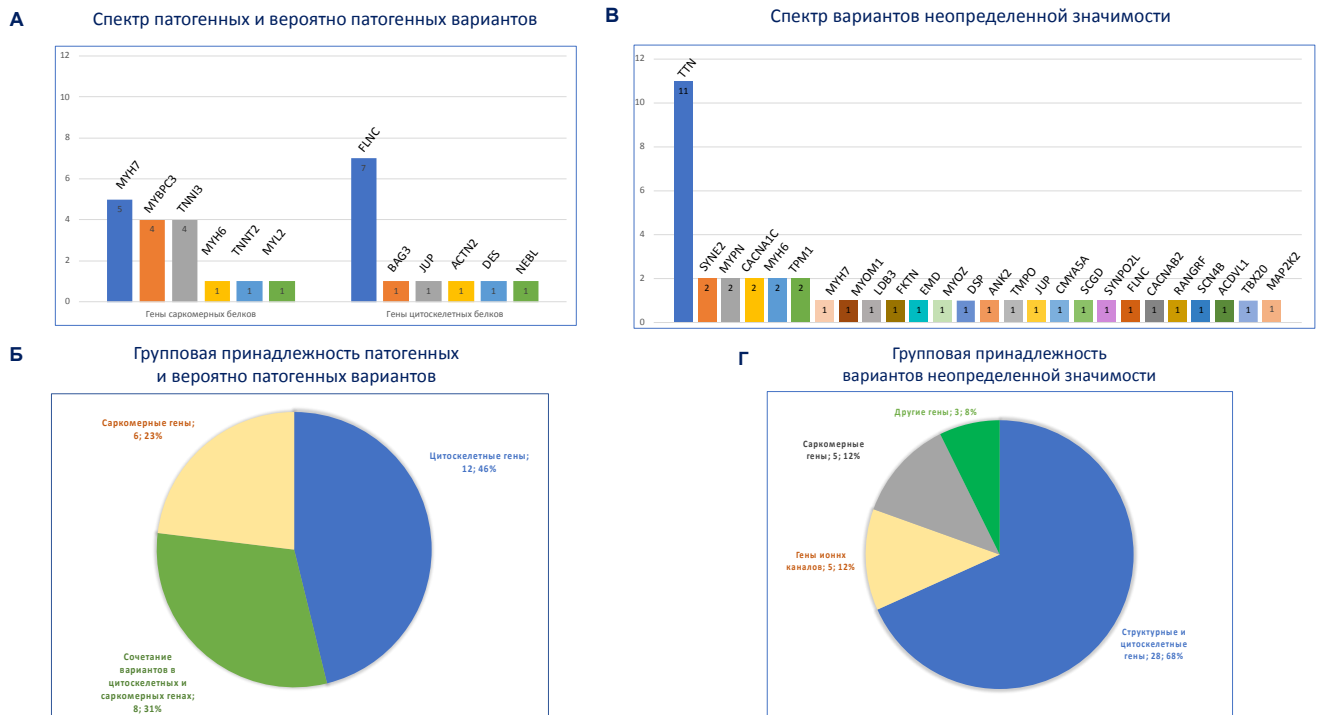 А
Спектр патогенных и вероятно патогенных вариантов
12
10
8
6
4
2
0
MYH7
5
MYBPC3
4
TNNI3
4
MYH6
1
TNNT2
1
MYL2
1
FLNC
7
BAG3
1
JUP
1
ACTN2
1
DES
1
NEBL
1
Гены саркомерных белков
Гены цитоскелетных белков
В
Спектр вариантов неопределенной значимости
12
10
8
6
4
2
0
TTN
11
SYNE2
2
MYPN
2
CACNA1C
2
MYH6
2
TPM1
2
MYH7
1
MYOM1
1
LDB3
1
FKTN
1
EMD
1
MYOZ
1
DSP
1
ANK2
1
TMPO
1
JUP
1
CMYA5A
1
SCGD
1
SYNPO2L
1
FLNC
1
CACNAB2
1
RANGRF
1
SCN4B
1
ACDVL1
1
TBX20
1
MAP2K2
1
Б
Групповая принадлежность патогенных
и вероятно патогенных вариантов
Саркомерные гены;
6; 23%
Цитоскелетные гены;
12; 46%
Сочетание
вариантов в
цитоскелетных и
саркомерных генах;
8; 31%
Г
Групповая принадлежность
вариантов неопределенной значимости
Другие гены; 3; 8%
Саркомерные
гены; 5; 12%
Гены ионнх
каналов; 5; 12%
Структурные и
цитоскелетные
гены; 28; 68%